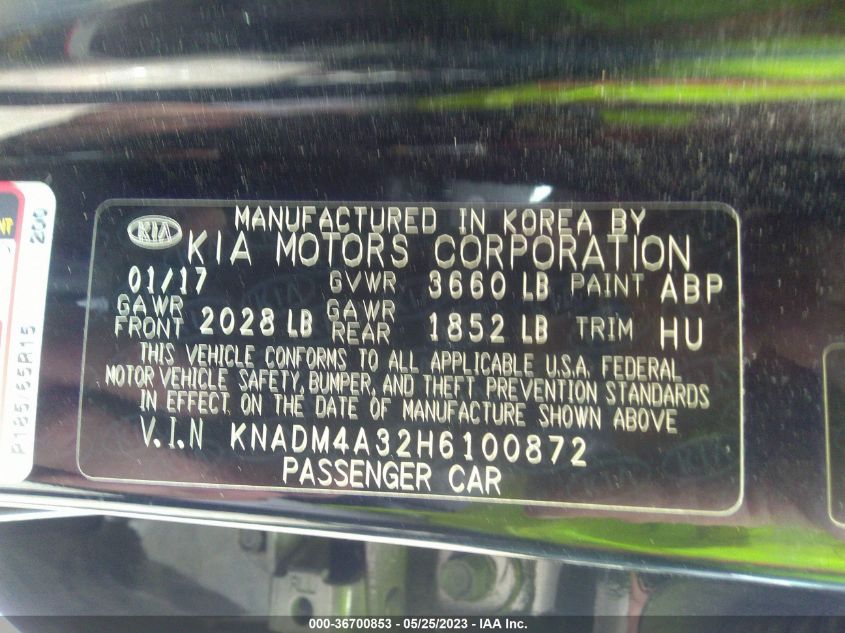 MANUFACTURED IN KOREA BY
KIA KIA MOTORS CORPORATION
01/17 GVWR 3660 LB PAINT ABP
GAWR FRONT 2028 LB GAWR REAR 1852 LB TRIM HU
THIS VEHICLE CONFORMS TO ALL APPLICABLE U.S.A. FEDERAL
MOTOR VEHICLE SAFETY, BUMPER, AND THEFT PREVENTION STANDARDS
IN EFFECT ON THE DATE OF MANUFACTURE SHOWN ABOVE
V.I.N KNADM4A32H6100872
PASSENGER CAR
P185/65R15
200
000-36700853 - 05/25/2023 - IAA Inc.